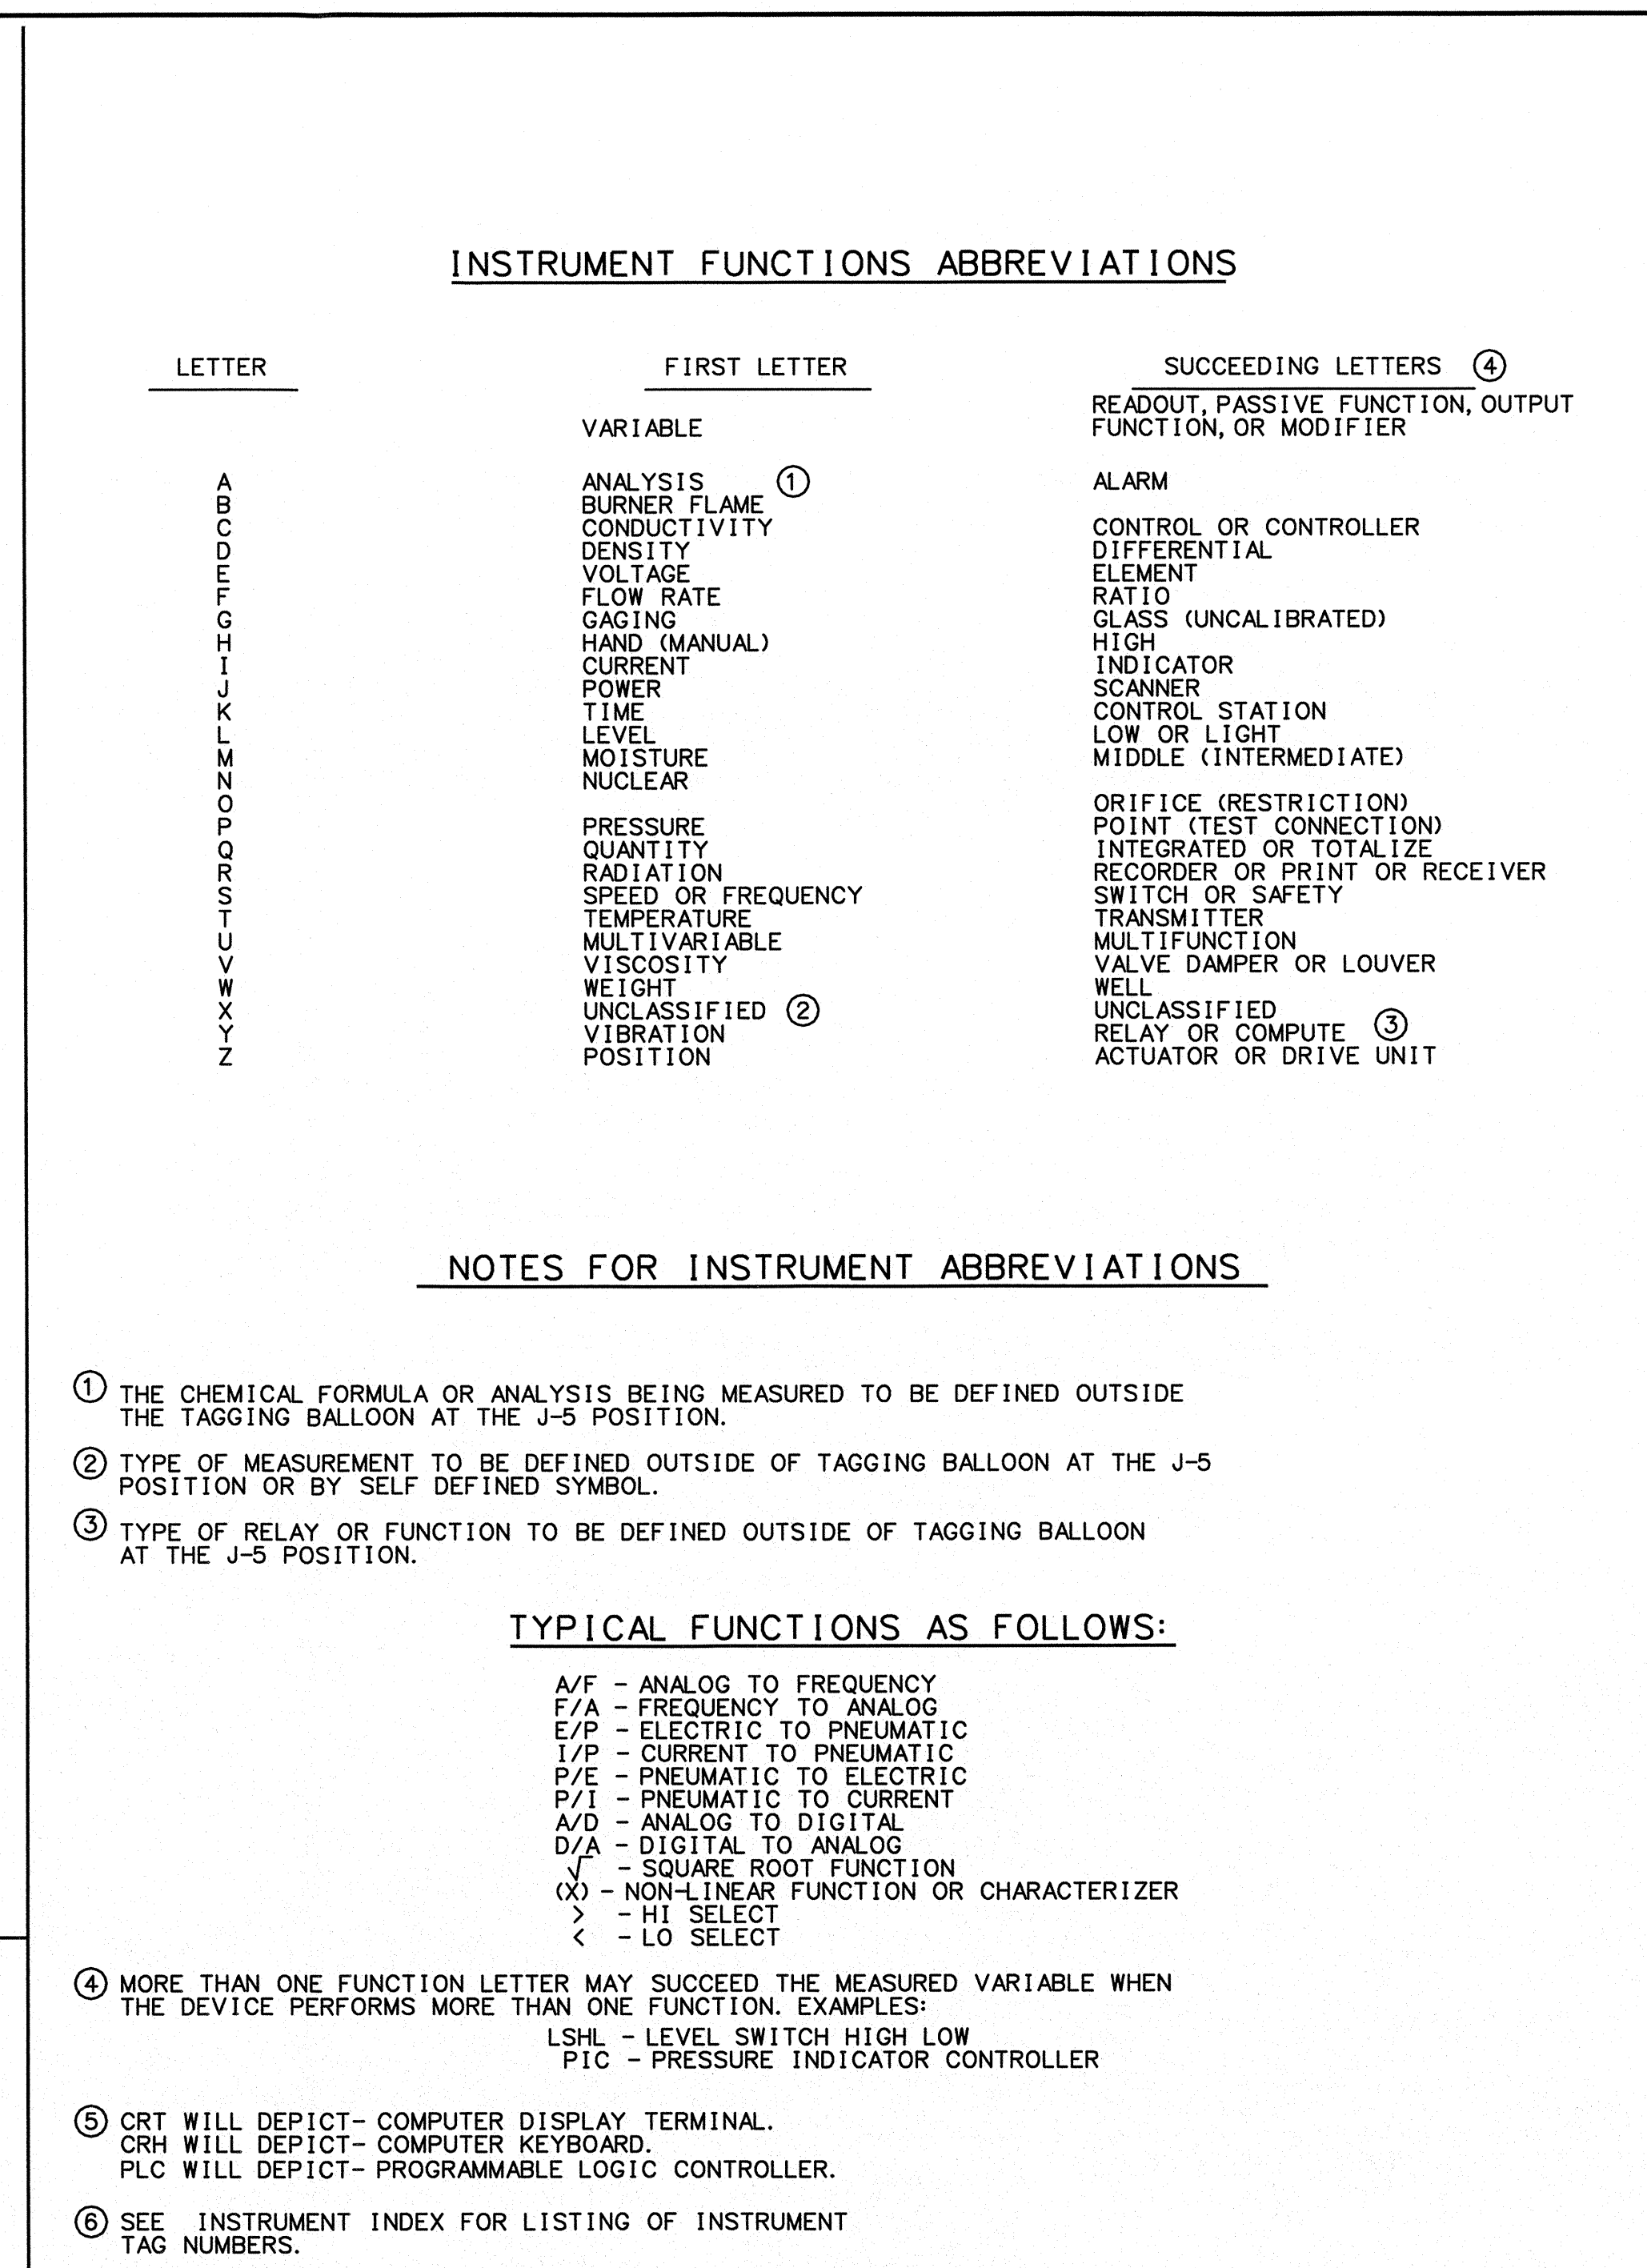 INSTRUMENT FUNCTIONS ABBREVIATIONS
LETTER FIRST LETTER SUCCEEDING LETTERS ④
VARIABLE READOUT, PASSIVE FUNCTION, OUTPUT
FUNCTION, OR MODIFIER
A ANALYSIS ① ALARM
B BURNER FLAME
C CONDUCTIVITY CONTROL OR CONTROLLER
D DENSITY DIFFERENTIAL
E VOLTAGE ELEMENT
F FLOW RATE RATIO
G GAGING GLASS (UNCALIBRATED)
H HAND (MANUAL) HIGH
I CURRENT INDICATOR
J POWER SCANNER
K TIME CONTROL STATION
L LEVEL LOW OR LIGHT
M MOISTURE MIDDLE (INTERMEDIATE)
N NUCLEAR
O ORIFICE (RESTRICTION)
P PRESSURE POINT (TEST CONNECTION)
Q QUANTITY INTEGRATED OR TOTALIZE
R RADIATION RECORDER OR PRINT OR RECEIVER
S SPEED OR FREQUENCY SWITCH OR SAFETY
T TEMPERATURE TRANSMITTER
U MULTIVARIABLE MULTIFUNCTION
V VISCOSITY VALVE DAMPER OR LOUVER
W WEIGHT WELL
X UNCLASSIFIED ② UNCLASSIFIED
Y VIBRATION RELAY OR COMPUTE ③
Z POSITION ACTUATOR OR DRIVE UNIT
NOTES FOR INSTRUMENT ABBREVIATIONS
① THE CHEMICAL FORMULA OR ANALYSIS BEING MEASURED TO BE DEFINED OUTSIDE
THE TAGGING BALLOON AT THE J-5 POSITION.
② TYPE OF MEASUREMENT TO BE DEFINED OUTSIDE OF TAGGING BALLOON AT THE J-5
POSITION OR BY SELF DEFINED SYMBOL.
③ TYPE OF RELAY OR FUNCTION TO BE DEFINED OUTSIDE OF TAGGING BALLOON
AT THE J-5 POSITION.
TYPICAL FUNCTIONS AS FOLLOWS:
A/F - ANALOG TO FREQUENCY
F/A - FREQUENCY TO ANALOG
E/P - ELECTRIC TO PNEUMATIC
I/P - CURRENT TO PNEUMATIC
P/E - PNEUMATIC TO ELECTRIC
P/I - PNEUMATIC TO CURRENT
A/D - ANALOG TO DIGITAL
D/A - DIGITAL TO ANALOG
√ - SQUARE ROOT FUNCTION
(X) - NON-LINEAR FUNCTION OR CHARACTERIZER
> - HI SELECT
< - LO SELECT
④ MORE THAN ONE FUNCTION LETTER MAY SUCCEED THE MEASURED VARIABLE WHEN
THE DEVICE PERFORMS MORE THAN ONE FUNCTION. EXAMPLES:
LSHL - LEVEL SWITCH HIGH LOW
PIC - PRESSURE INDICATOR CONTROLLER
⑤ CRT WILL DEPICT- COMPUTER DISPLAY TERMINAL.
CRH WILL DEPICT- COMPUTER KEYBOARD.
PLC WILL DEPICT- PROGRAMMABLE LOGIC CONTROLLER.
⑥ SEE INSTRUMENT INDEX FOR LISTING OF INSTRUMENT
TAG NUMBERS.